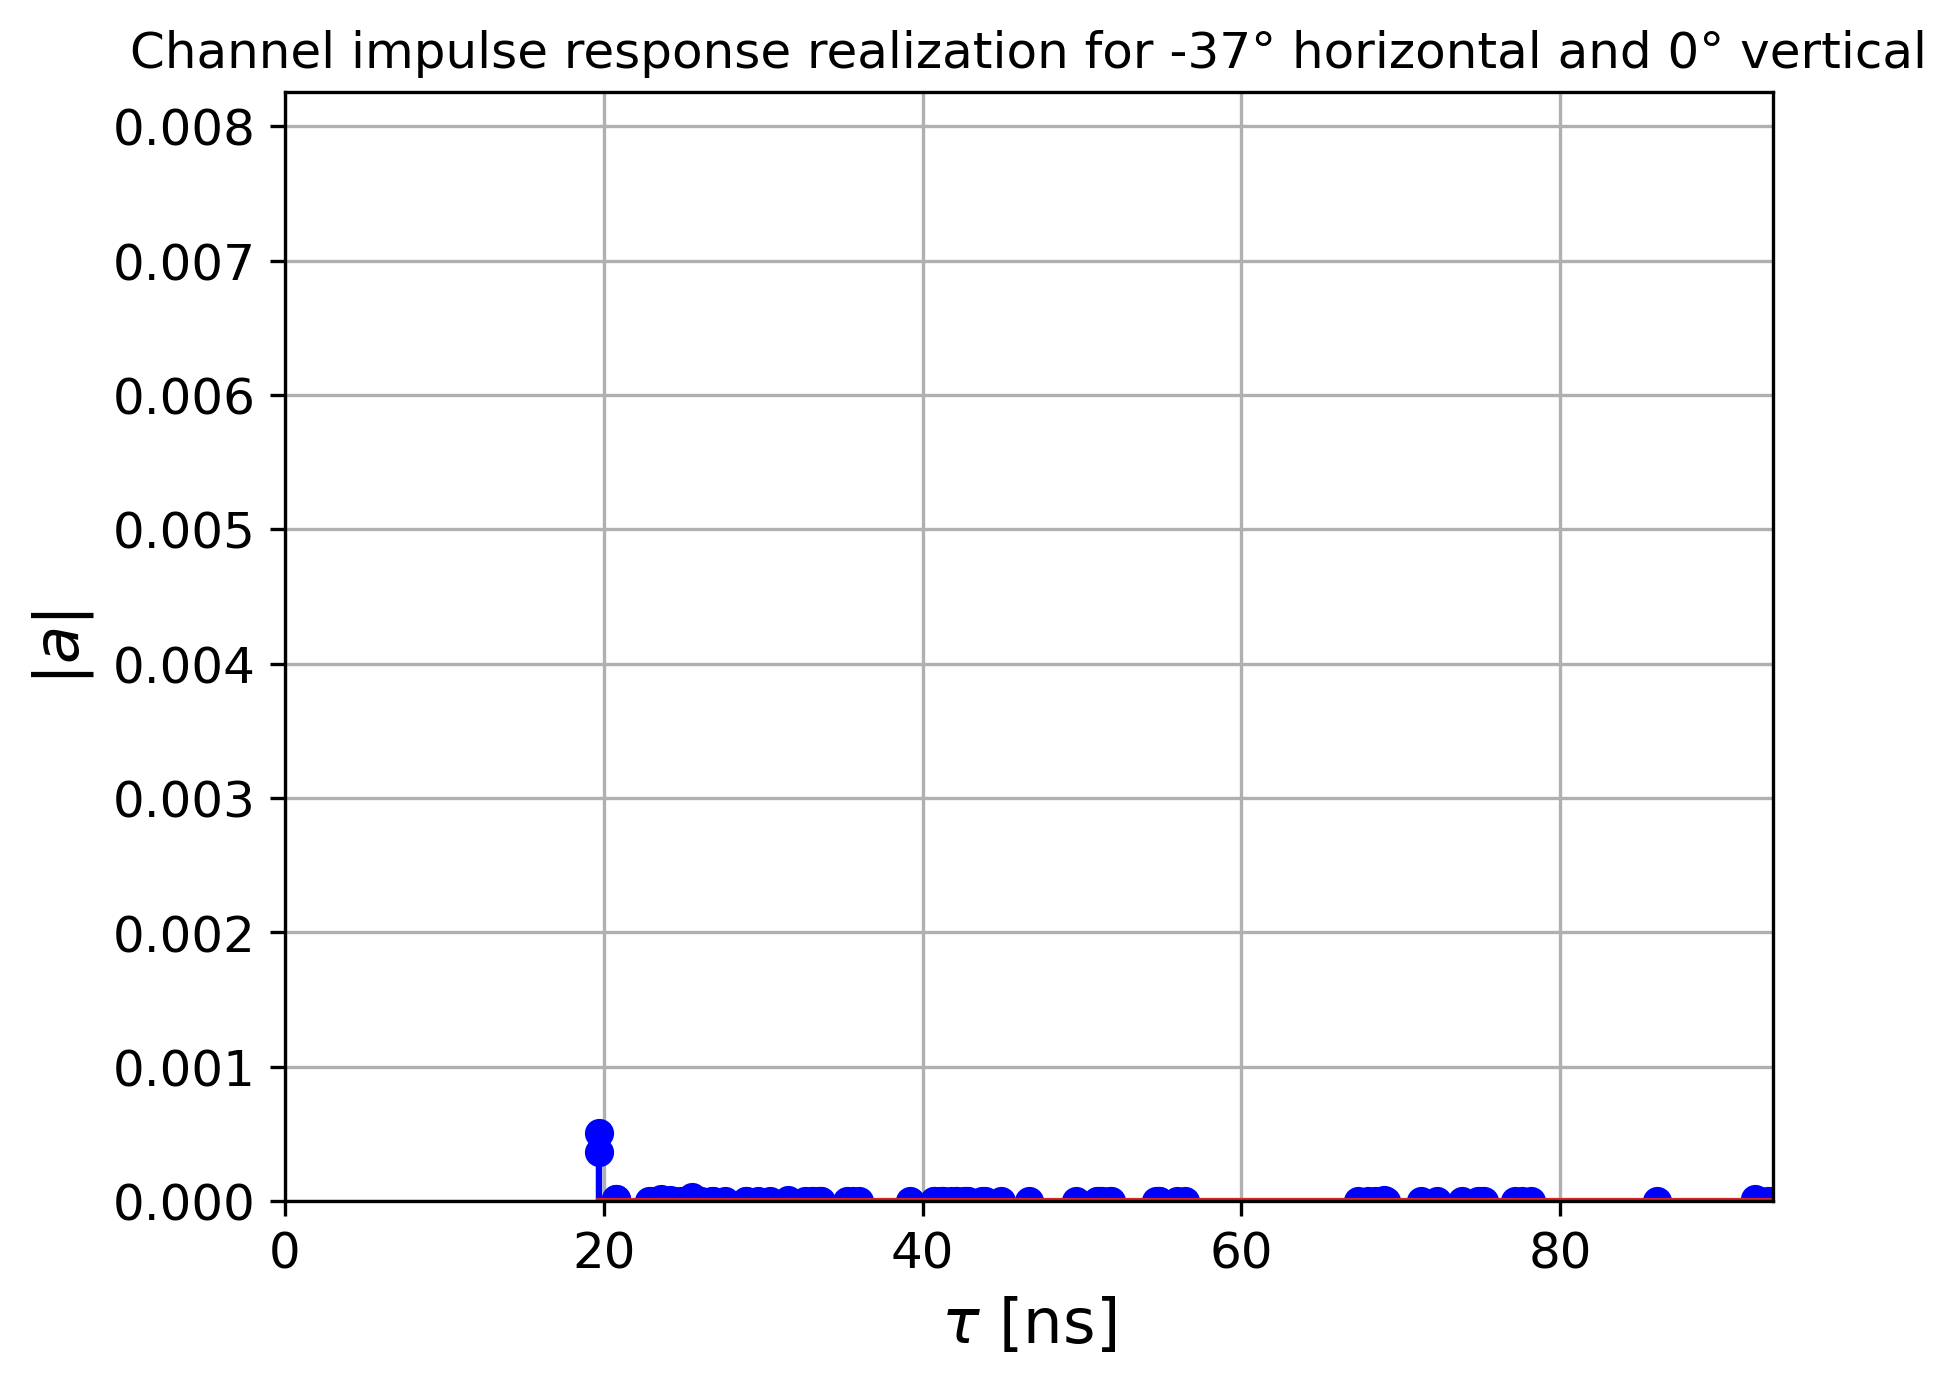 Channel impulse response realization for -37° horizontal and 0° vertical
0.008
0.007
0.006
0.005
0.004
0.003
0.002
0.001
0.000
|a|
0 20 40 60 80
τ [ns]